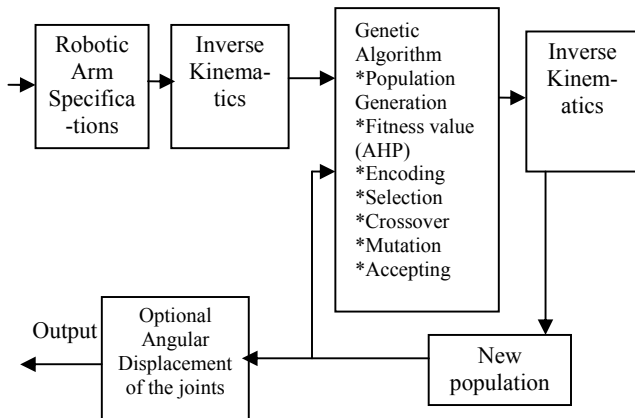 Robotic
Arm
Specifica
-tions
Inverse
Kinema-
tics
Genetic
Algorithm
*Population
Generation
*Fitness value
(AHP)
*Encoding
*Selection
*Crossover
*Mutation
*Accepting
Inverse
Kinem-
atics
Output
Optional
Angular
Displacement
of the joints
New
population